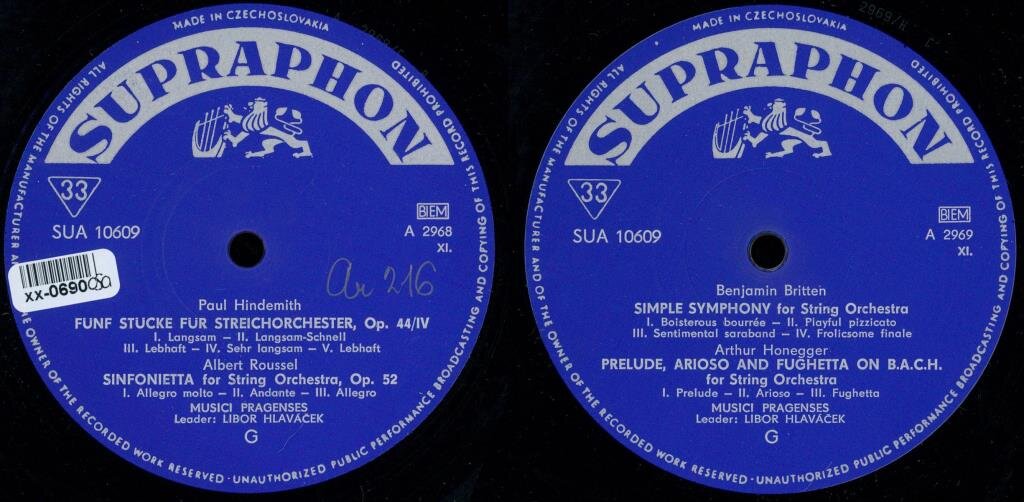 MADE IN CZECHOSLOVAKIA
SUPRAPHON
33
SUA 10609
BIEM
A 2968
XI.
xx-0690
Ar 216
Paul Hindemith
FUNF STUCKE FÜR STREICHORCHESTER, Op. 44/IV
I. Langsam – II. Langsam-Schnell
III. Lebhaft – IV. Sehr langsam – V. Lebhaft
Albert Roussel
SINFONIETTA for String Orchestra, Op. 52
I. Allegro molto – II. Andante – III. Allegro
MUSICI PRAGENSES
Leader: LIBOR HLAVÁČEK
G
ALL RIGHTS OF THE MANUFACTURER AND OF THE OWNER OF THE RECORDED WORK RESERVED - UNAUTHORIZED PUBLIC PERFORMANCE BROADCASTING AND COPYING OF THIS RECORD PROHIBITED
2969/
MADE IN CZECHOSLOVAKIA
SUPRAPHON
33
SUA 10609
BIEM
A 2969
XI.
Benjamin Britten
SIMPLE SYMPHONY for String Orchestra
I. Boisterous bourrée – II. Playful pizzicato
III. Sentimental saraband – IV. Frolicsome finale
Arthur Honegger
PRELUDE, ARIOSO AND FUGHETTA ON B.A.C.H.
for String Orchestra
I. Prelude – II. Arioso – III. Fughetta
MUSICI PRAGENSES
Leader: LIBOR HLAVÁČEK
G
ALL RIGHTS OF THE MANUFACTURER AND OF THE OWNER OF THE RECORDED WORK RESERVED - UNAUTHORIZED PUBLIC PERFORMANCE BROADCASTING AND COPYING OF THIS RECORD PROHIBITED